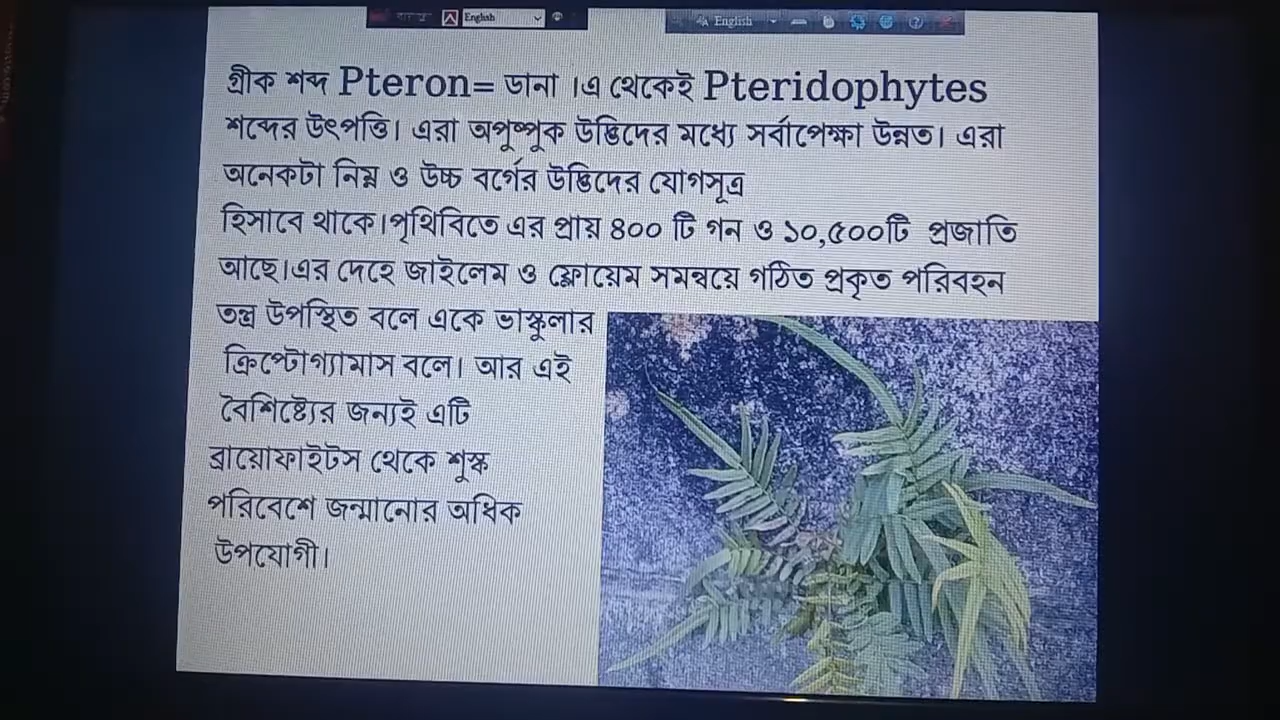 English
English
গ্রীক শব্দ Pteron= ডানা ।এ থেকেই Pteridophytes
শব্দের উৎপত্তি। এরা অপুষ্পুক উদ্ভিদের মধ্যে সর্বাপেক্ষা উন্নত। এরা
অনেকটা নিম্ন ও উচ্চ বর্গের উদ্ভিদের যোগসূত্র
হিসাবে থাকে।পৃথিবিতে এর প্রায় ৪০০ টি গন ও ১০,৫০০টি প্রজাতি
আছে।এর দেহে জাইলেম ও ফ্লোয়েম সমন্বয়ে গঠিত প্রকৃত পরিবহন
তন্ত্র উপস্থিত বলে একে ভাস্কুলার
ক্রিপ্টোগ্যামাস বলে। আর এই
বৈশিষ্ট্যের জন্যই এটি
ব্রায়োফাইটস থেকে শুস্ক
পরিবেশে জন্মানোর অধিক
উপযোগী।